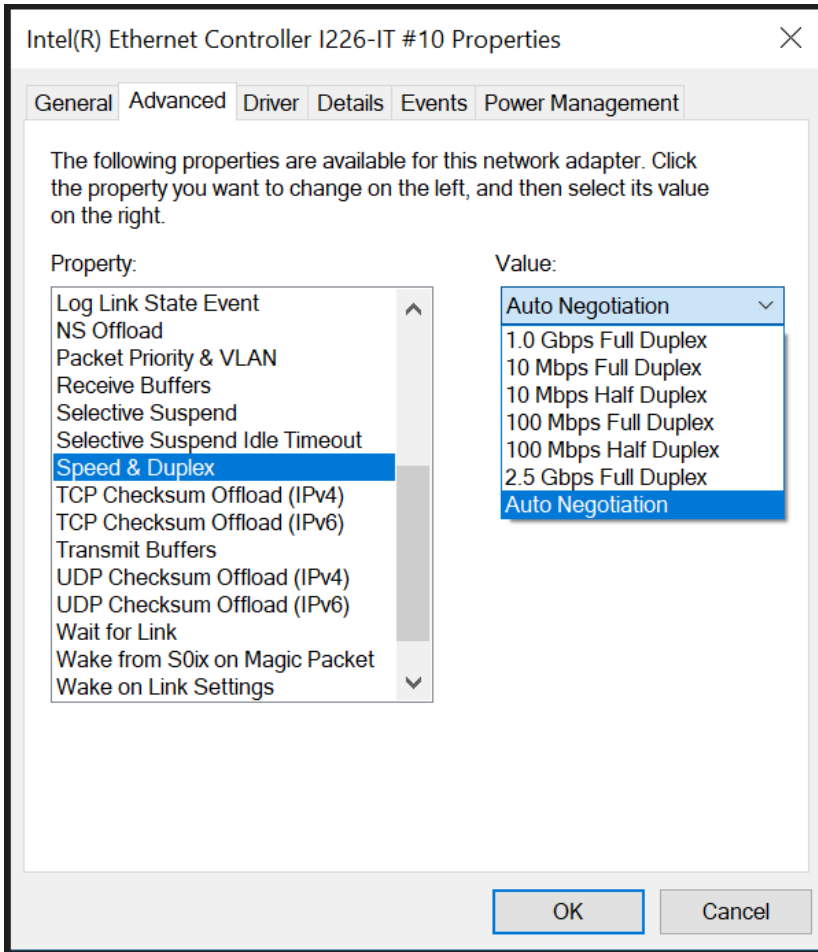 Intel(R) Ethernet Controller I226-IT #10 Properties
General Advanced Driver Details Events Power Management
The following properties are available for this network adapter. Click
the property you want to change on the left, and then select its value
on the right.
Property:
Log Link State Event
NS Offload
Packet Priority & VLAN
Receive Buffers
Selective Suspend
Selective Suspend Idle Timeout
Speed & Duplex
TCP Checksum Offload (IPv4)
TCP Checksum Offload (IPv6)
Transmit Buffers
UDP Checksum Offload (IPv4)
UDP Checksum Offload (IPv6)
Wait for Link
Wake from S0ix on Magic Packet
Wake on Link Settings
Value:
Auto Negotiation
1.0 Gbps Full Duplex
10 Mbps Full Duplex
10 Mbps Half Duplex
100 Mbps Full Duplex
100 Mbps Half Duplex
2.5 Gbps Full Duplex
Auto Negotiation
OK Cancel